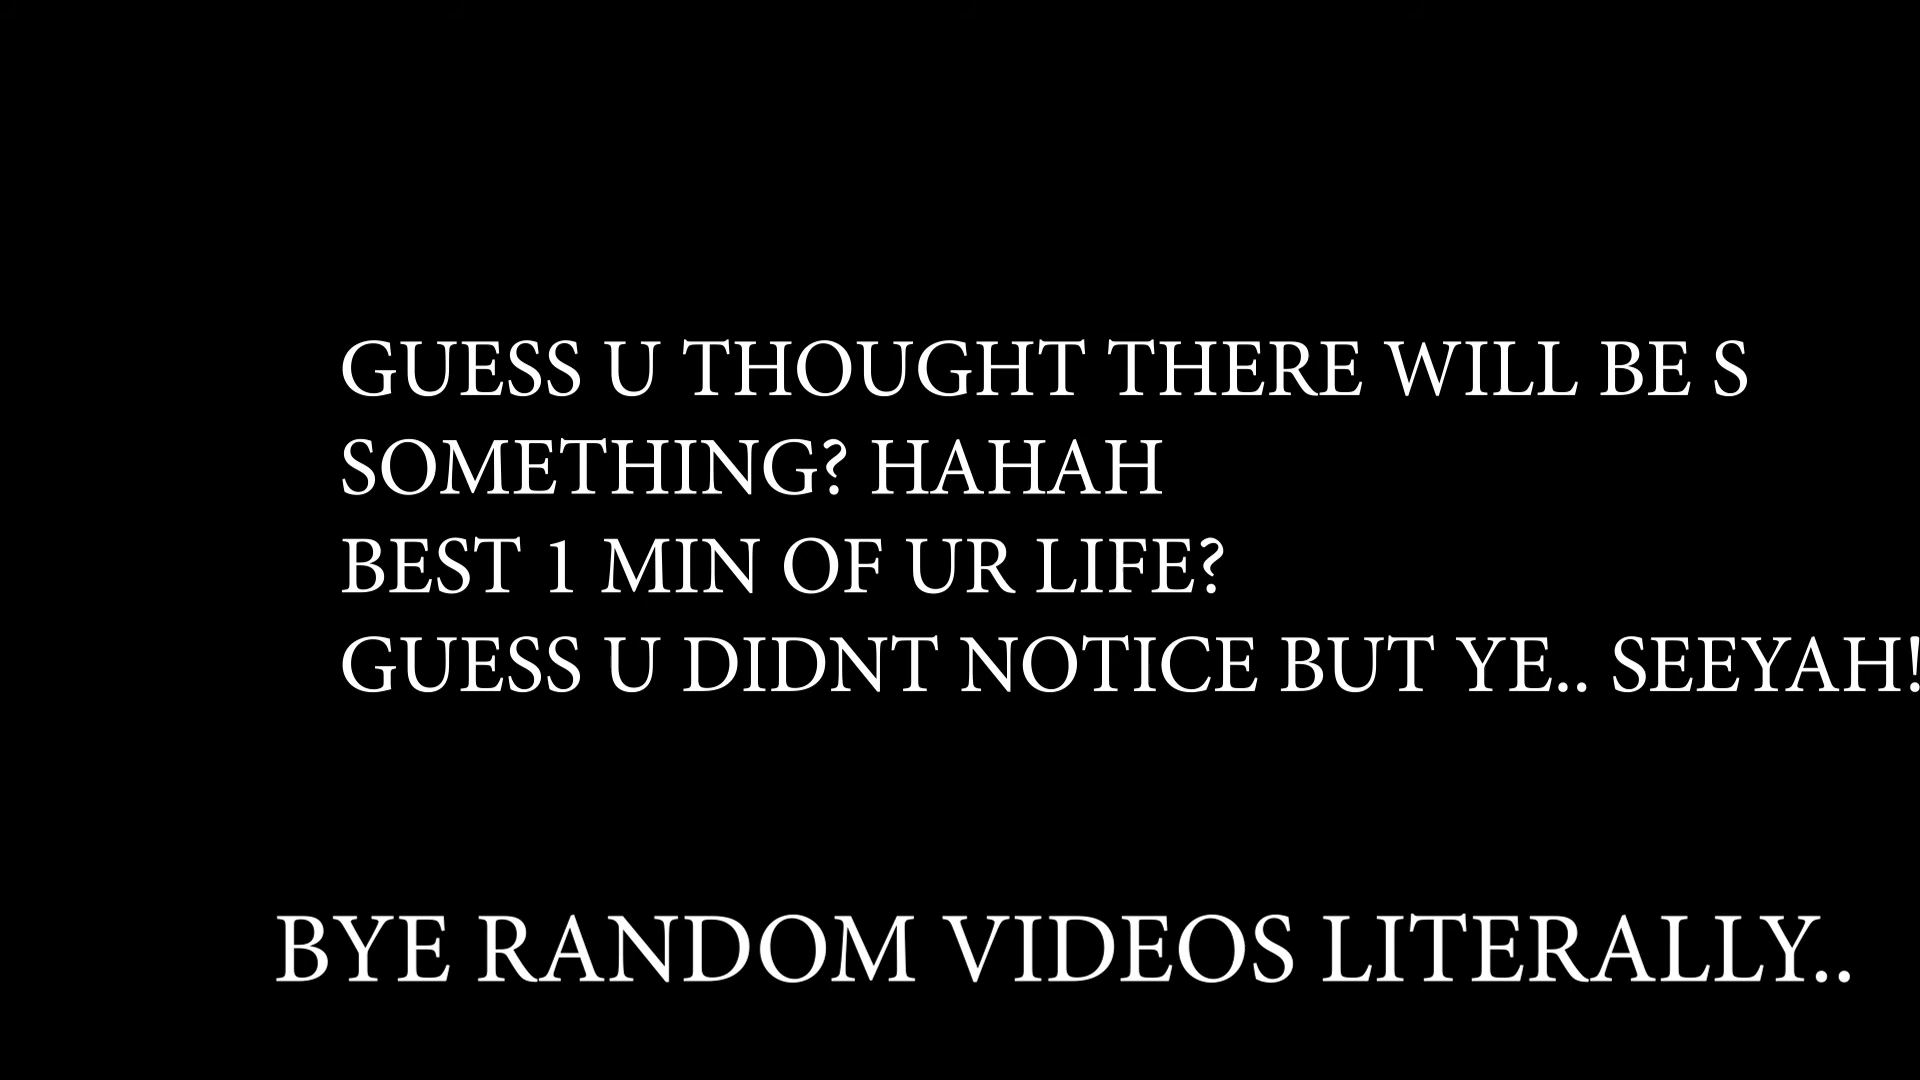 GUESS U THOUGHT THERE WILL BE S
SOMETHING? HAHAH
BEST 1 MIN OF UR LIFE?
GUESS U DIDNT NOTICE BUT YE.. SEEYAH!
BYE RANDOM VIDEOS LITERALLY..